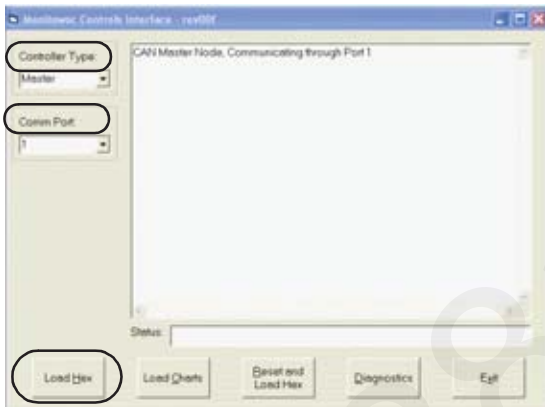 Manitowoc Controls Interface - rev00f
Controller Type:
Master
CAN Master Node, Communicating through Port 1
Comm Port:
1
Status:
Load Hex
Load Charts
Reset and
Load Hex
Diagnostics
Exit